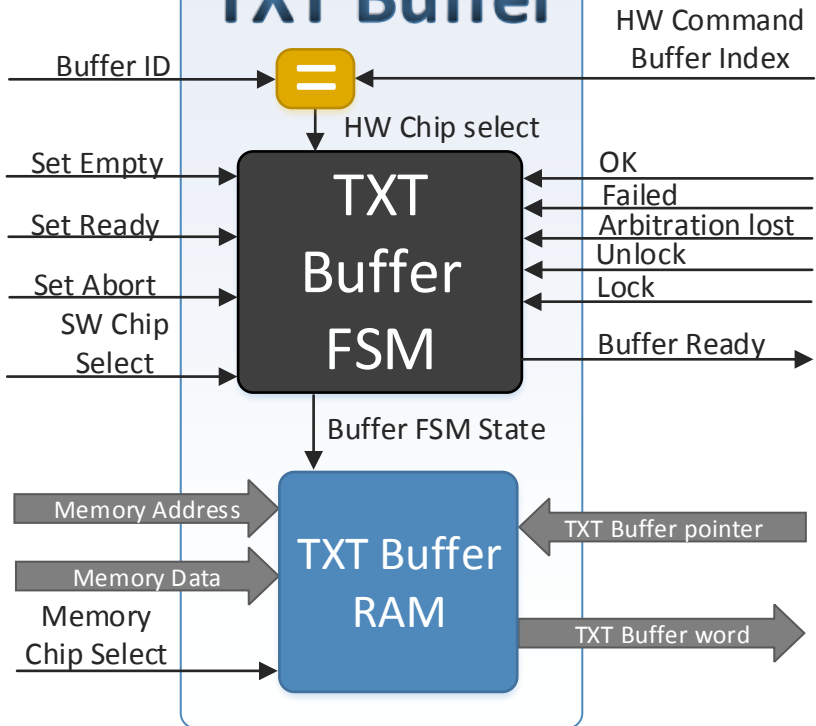 TXT Buffer
HW Command
Buffer Index
Buffer ID
=
HW Chip select
Set Empty
Set Ready
Set Abort
SW Chip
Select
TXT
Buffer
FSM
OK
Failed
Arbitration lost
Unlock
Lock
Buffer Ready
Buffer FSM State
Memory Address
Memory Data
Memory
Chip Select
TXT Buffer
RAM
TXT Buffer pointer
TXT Buffer word